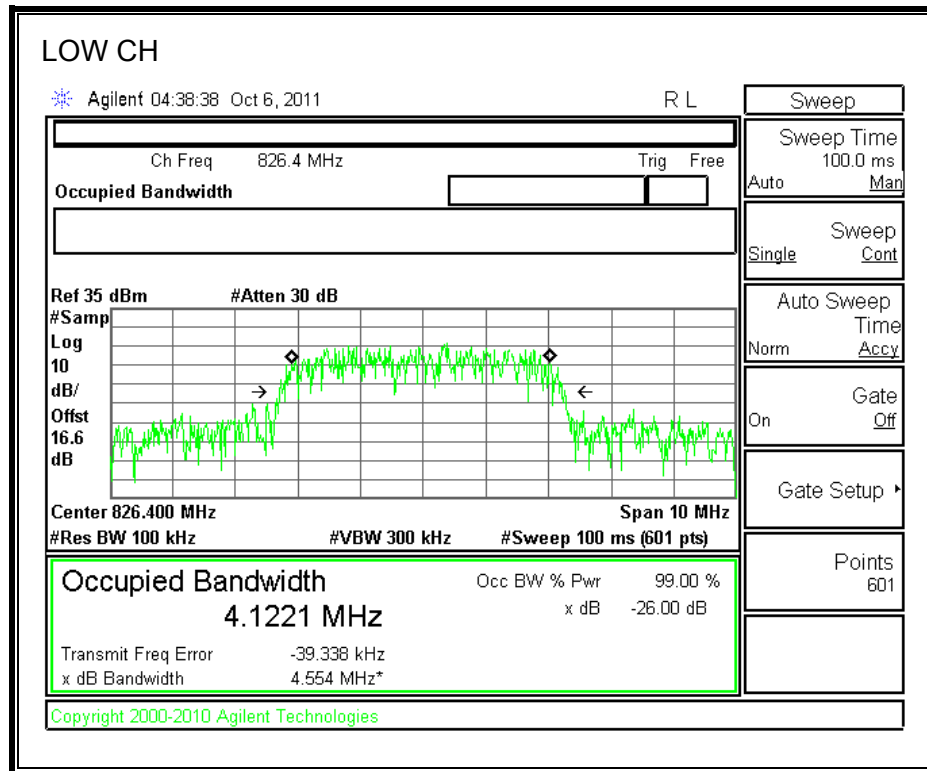 LOW CH
Agilent 04:38:38 Oct 6, 2011 R L
Sweep
Ch Freq 826.4 MHz Trig Free
Occupied Bandwidth
Sweep Time
100.0 ms
Auto Man
Sweep
Single Cont
Ref 35 dBm #Atten 30 dB
#Samp
Log
10
dB/
Offst
16.6
dB
Auto Sweep
Time
Norm Accy
Gate
On Off
Gate Setup
Center 826.400 MHz Span 10 MHz
#Res BW 100 kHz #VBW 300 kHz #Sweep 100 ms (601 pts)
Points
601
Occupied Bandwidth Occ BW % Pwr 99.00 %
4.1221 MHz x dB -26.00 dB
Transmit Freq Error -39.338 kHz
x dB Bandwidth 4.554 MHz*
Copyright 2000-2010 Agilent Technologies